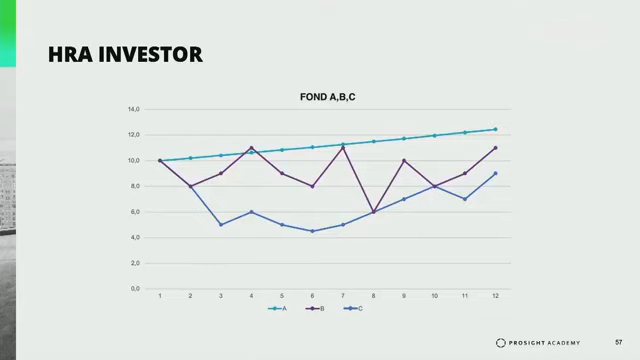 HRA INVESTOR
FOND A,B,C
14,0
12,0
10,0
8,0
6,0
4,0
2,0
0,0
1 2 3 4 5 6 7 8 9 10 11 12
A B C
PROSIGHT ACADEMY 57